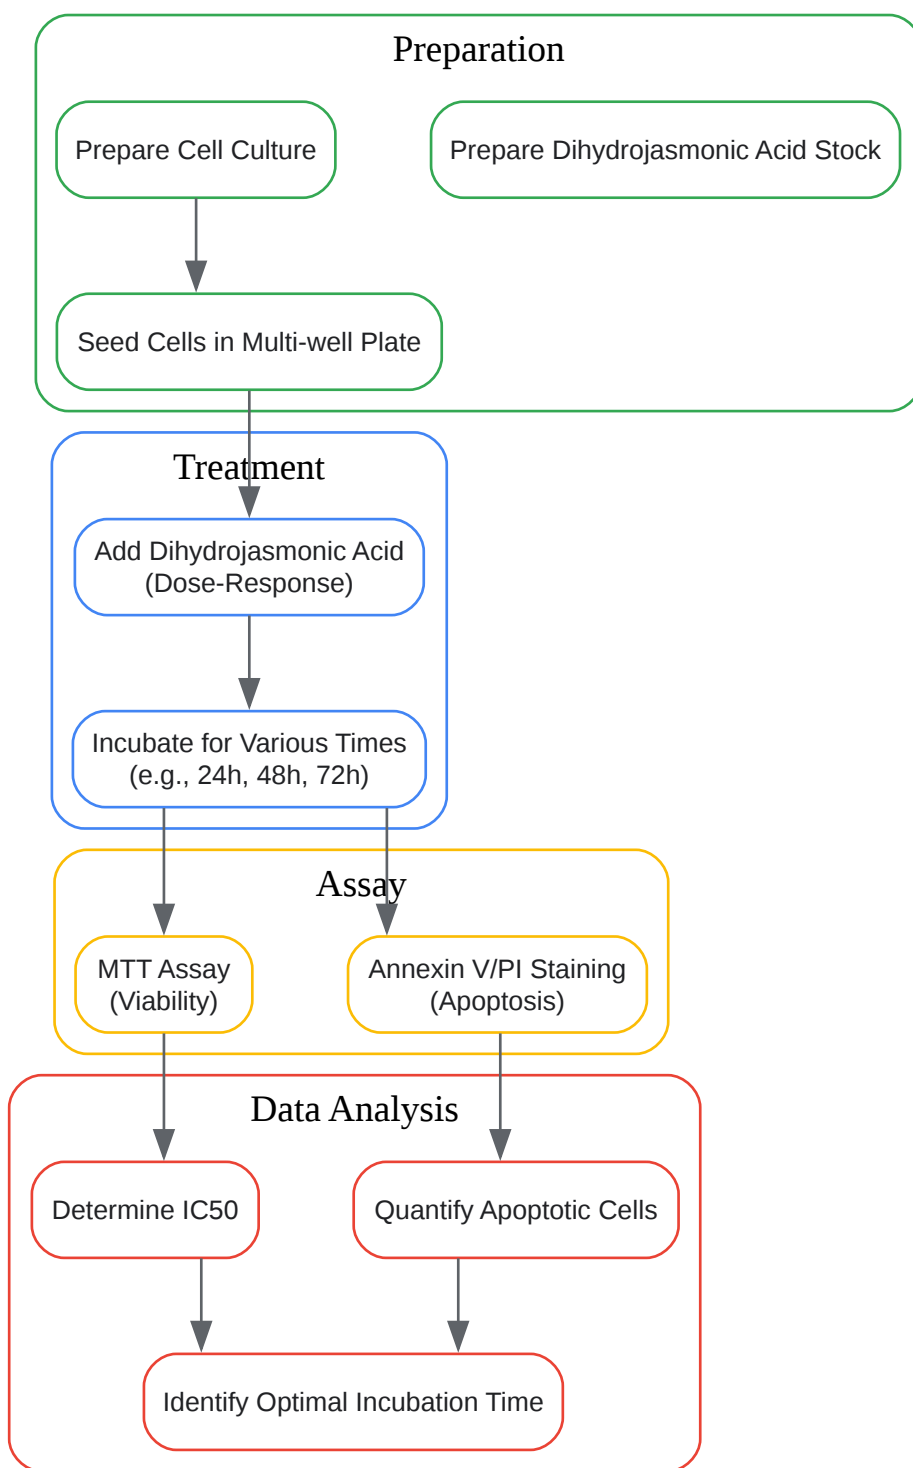 Preparation
Prepare Cell Culture
Prepare Dihydrojasmonic Acid Stock
Seed Cells in Multi-well Plate
Treatment
Add Dihydrojasmonic Acid
(Dose-Response)
Incubate for Various Times
(e.g., 24h, 48h, 72h)
Assay
MTT Assay
(Viability)
Annexin V/PI Staining
(Apoptosis)
Data Analysis
Determine IC50
Quantify Apoptotic Cells
Identify Optimal Incubation Time